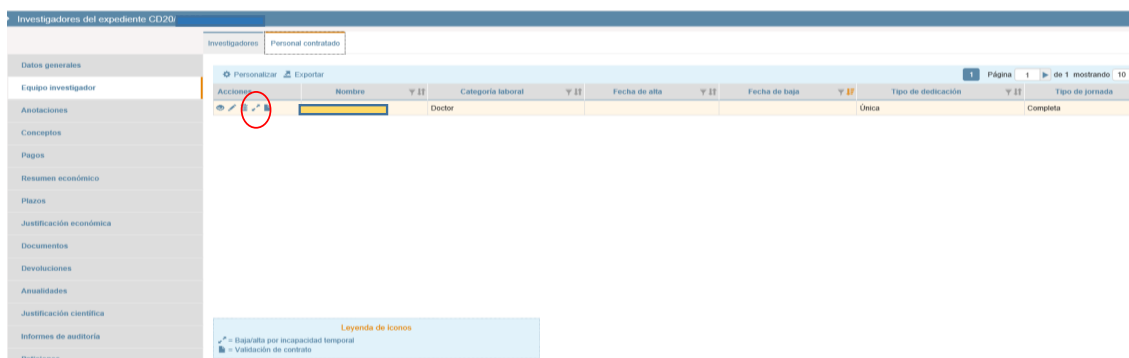 Investigadores del expediente CD20/
Investigadores Personal contratado
Datos generales
Equipo investigador
Anotaciones
Conceptos
Pagos
Resumen económico
Plazos
Justificación económica
Documentos
Devoluciones
Anualidades
Justificación científica
Informes de auditoría
Personalizar Exportar
1 Página 1 de 1 mostrando 10
Acciones Nombre Categoría laboral Fecha de alta Fecha de baja Tipo de dedicación Tipo de jornada
Doctor Única Completa
Leyenda de iconos
= Baja/alta por incapacidad temporal
= Validación de contrato